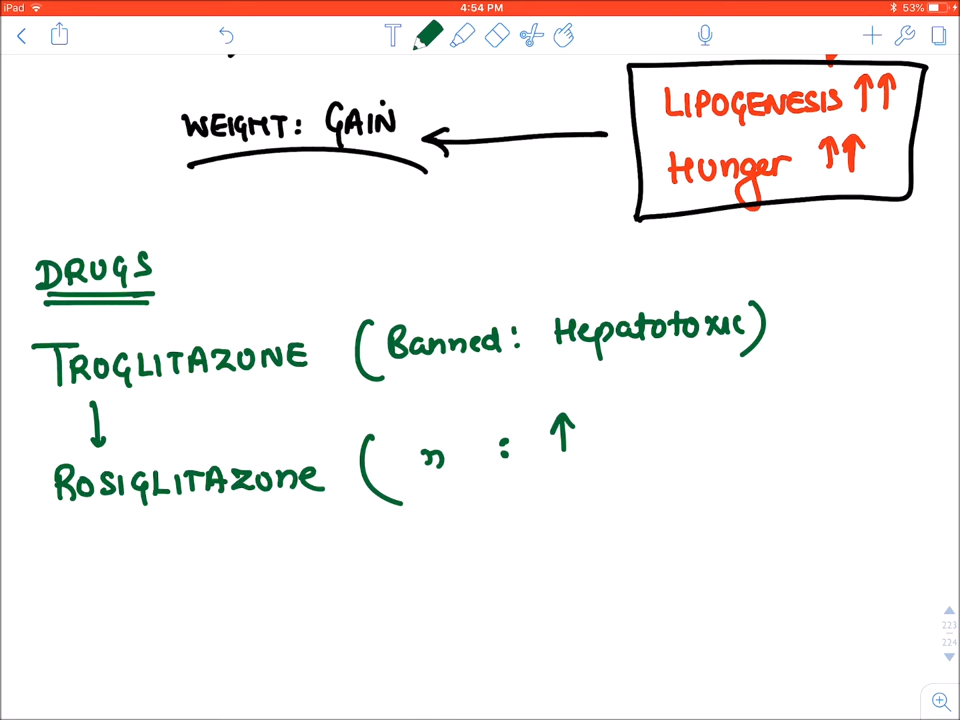 iPad 4:54 PM 53%
T
LIPOGENESIS ↑↑
WEIGHT: GAIN ←
Hunger ↑↑
DRUGS
TROGLITAZONE (Banned: Hepatotoxic)
↓
ROSIGLITAZONE ( " : ↑
223
224